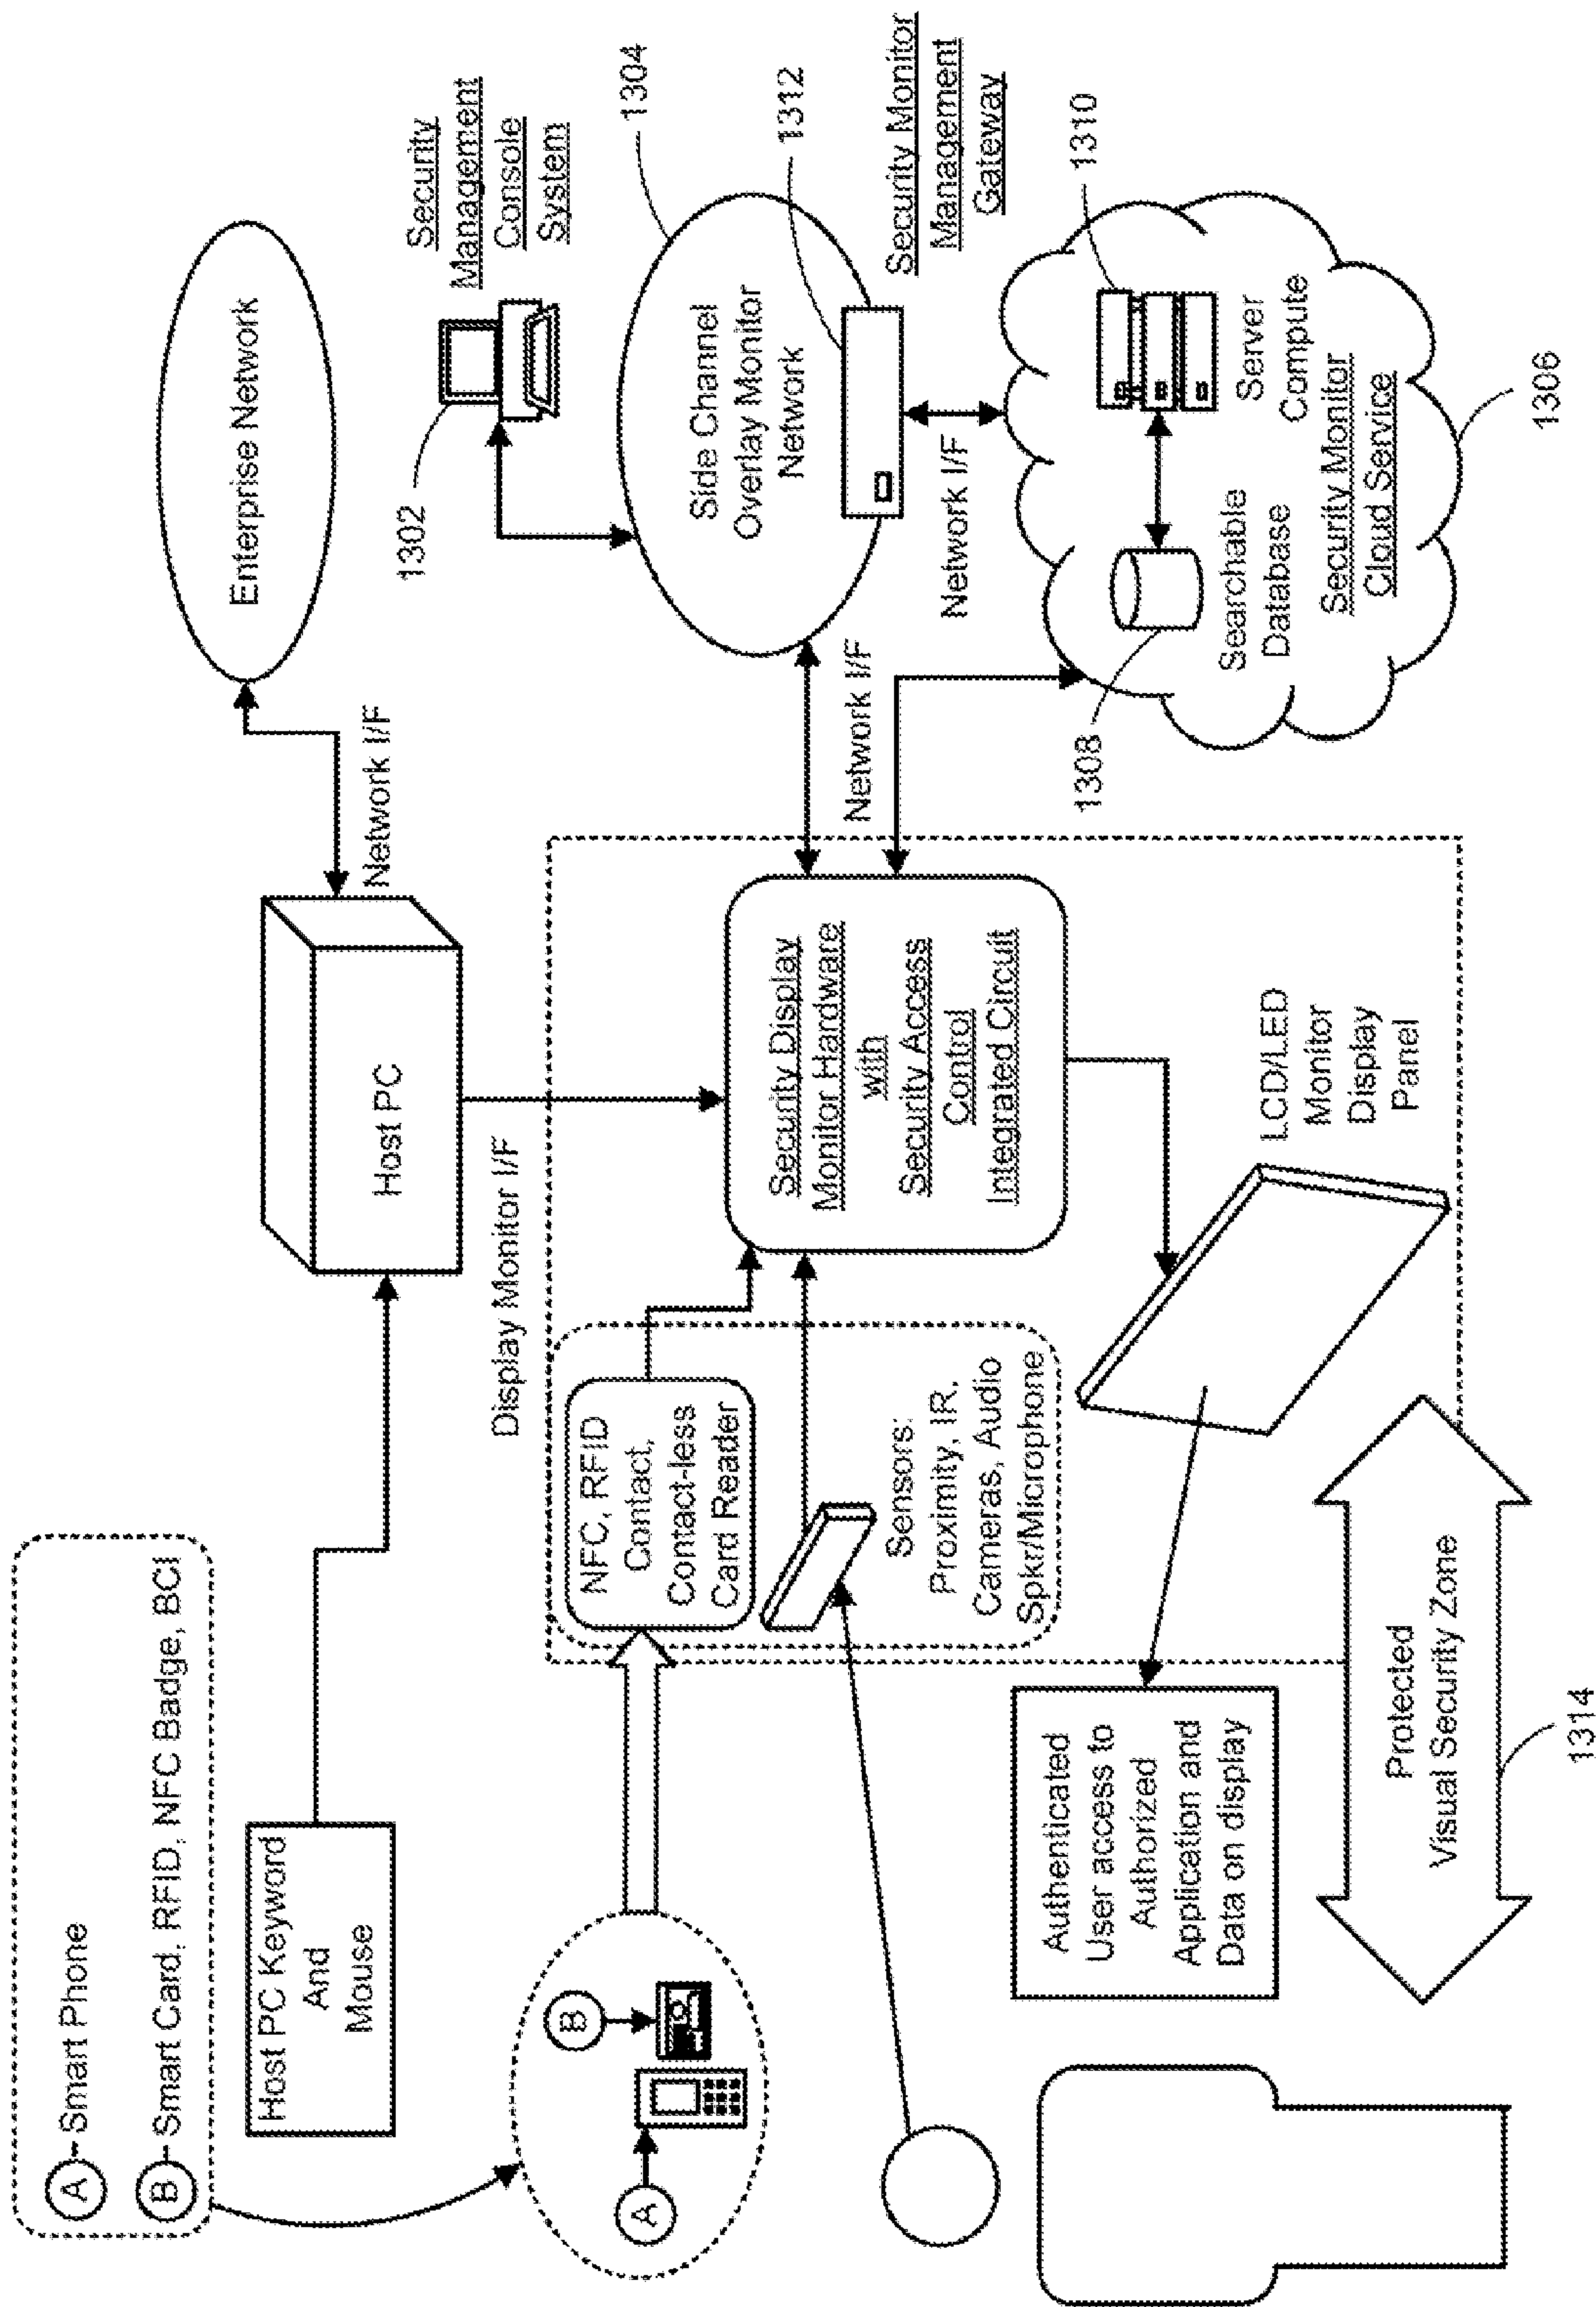 A
Smart Phone
B
Smart Card, RFID, NFC Badge, BCI
Host PC Keyword
And
Mouse
Host PC
Network I/F
Enterprise Network
Display Monitor I/F
A
B
NFC, RFID
Contact,
Contact-less
Card Reader
Sensors:
Proximity, IR,
Cameras, Audio
Spkr/Microphone
Security Display
Monitor Hardware
with
Security Access
Control
Integrated Circuit
Network I/F
1302
Security
Management
Console
System
1304
Side Channel
Overlay Monitor
Network
1312
Security Monitor
Management
Gateway
Network I/F
1308
1310
Searchable
Database
Server
Compute
Security Monitor
Cloud Service
1306
LCD/LED
Monitor
Display
Panel
Authenticated
User access to
Authorized
Application and
Data on display
Protected
Visual Security Zone
1314